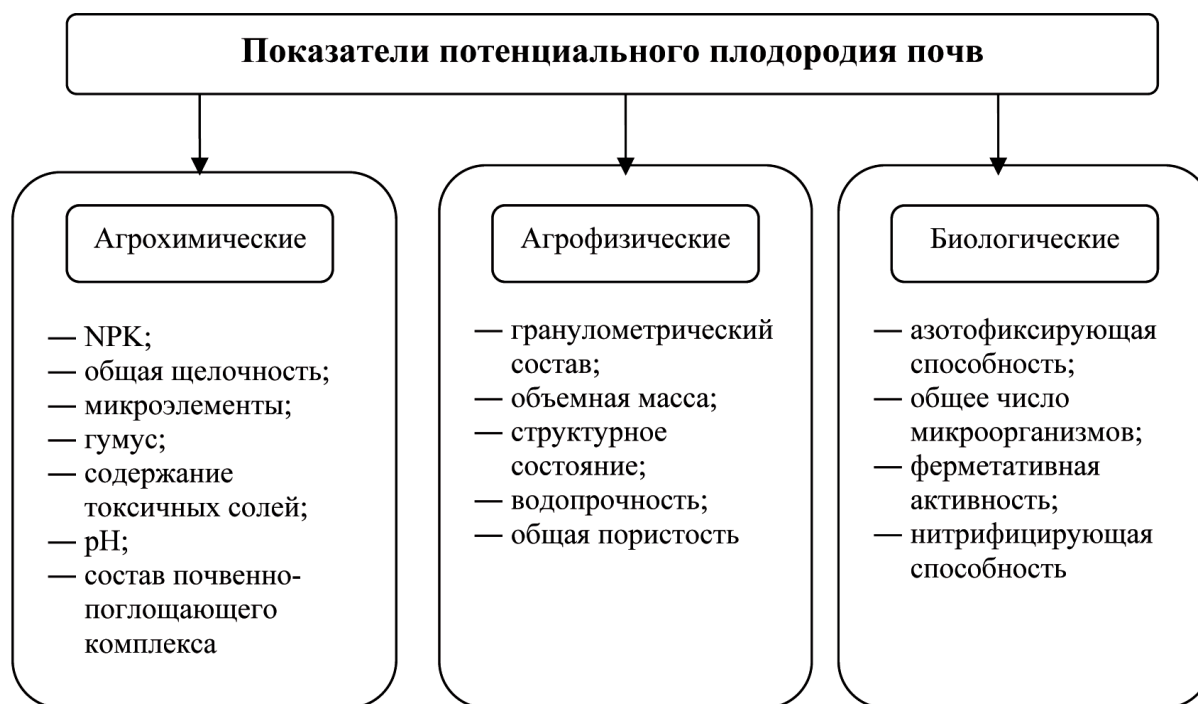 Показатели потенциального плодородия почв
Агрохимические
— NPK;
— общая щелочность;
— микроэлементы;
— гумус;
— содержание
токсичных солей;
— pH;
— состав почвенно-
поглощающего
комплекса
Агрофизические
— гранулометрический
состав;
— объемная масса;
— структурное
состояние;
— водопрочность;
— общая пористость
Биологические
— азотофиксирующая
способность;
— общее число
микроорганизмов;
— ферметативная
активность;
— нитрифицирующая
способность